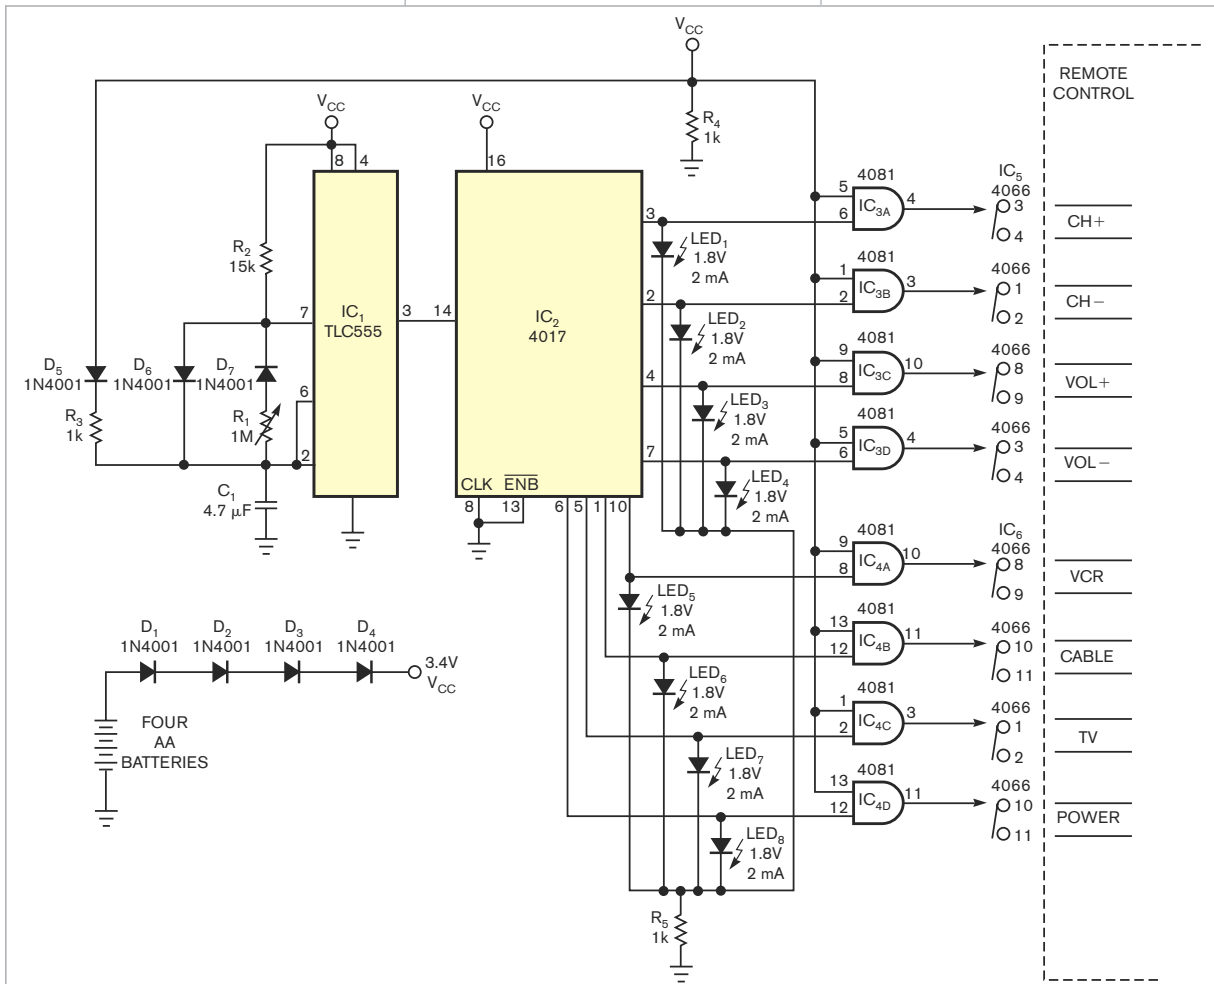 VCC
REMOTE
CONTROL
R4
1k
VCC
8 4
VCC
16
R2
15k
7
IC1
TLC555
3 14
IC2
4017
D5
1N4001
D6
1N4001
D7
1N4001
R3
1k
R1
1M
6
2
C1
4.7 µF
CLK ENB
8 13
6 5 1 10
3
2
4
7
LED1
1.8V
2 mA
LED2
1.8V
2 mA
LED3
1.8V
2 mA
LED4
1.8V
2 mA
LED5
1.8V
2 mA
LED6
1.8V
2 mA
LED7
1.8V
2 mA
LED8
1.8V
2 mA
R5
1k
4081
5
6
IC3A
4
4081
1
2
IC3B
3
4081
9
8
IC3C
10
4081
5
6
IC3D
4
4081
9
8
IC4A
10
4081
13
12
IC4B
11
4081
1
2
IC4C
3
4081
13
12
IC4D
11
IC5
4066
3
4
CH+
4066
1
2
CH−
4066
8
9
VOL+
4066
3
4
VOL−
IC6
4066
8
9
VCR
4066
10
11
CABLE
4066
1
2
TV
4066
10
11
POWER
D1
1N4001
D2
1N4001
D3
1N4001
D4
1N4001
3.4V
VCC
FOUR
AA
BATTERIES